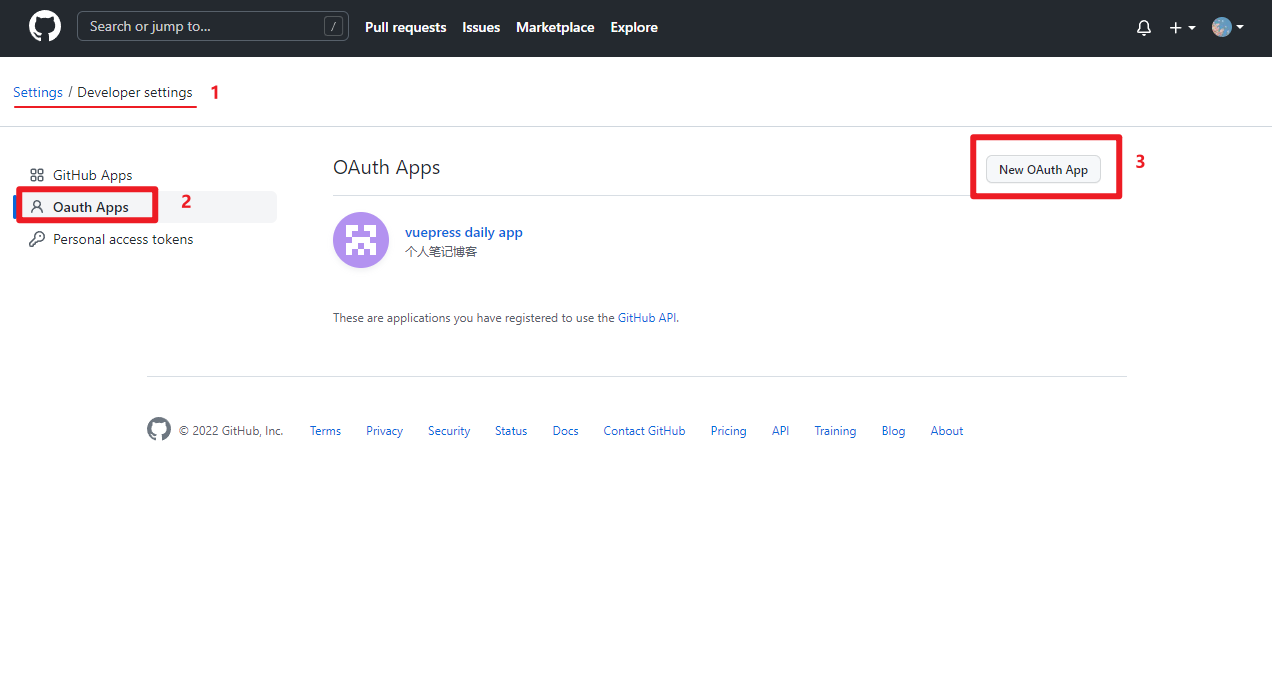 Search or jump to... / Pull requests Issues Marketplace Explore
Settings / Developer settings 1
GitHub Apps
Oauth Apps 2
Personal access tokens
OAuth Apps
New OAuth App 3
vuepress daily app
个人笔记博客
These are applications you have registered to use the GitHub API.
© 2022 GitHub, Inc. Terms Privacy Security Status Docs Contact GitHub Pricing API Training Blog About